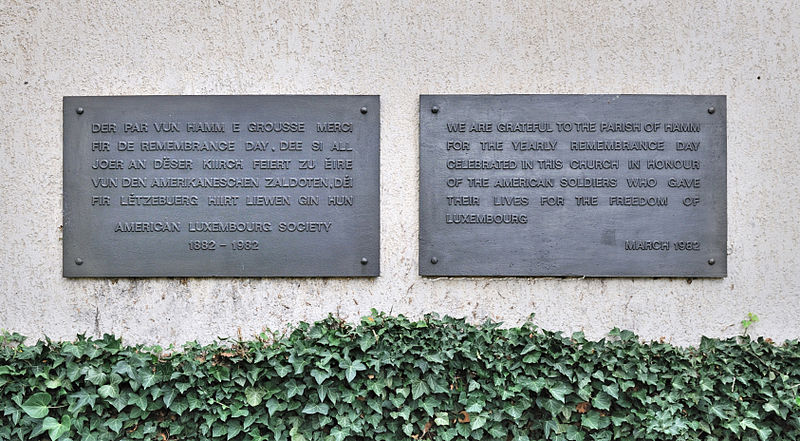 DER PAR VUN HAMM E GROUSSE MERCI
FIR DE REMEMBRANCE DAY, DEE SI ALL
JOER AN DËSER KIIRCH FEIERT ZU ÉIRE
VUN DEN AMERIKANESCHEN ZALDOTEN, DÉI
FIR LËTZEBUERG HIIRT LIEWEN GIN HUN
AMERICAN LUXEMBOURG SOCIETY
1882 - 1982
WE ARE GRATEFUL TO THE PARISH OF HAMM
FOR THE YEARLY REMEMBRANCE DAY
CELEBRATED IN THIS CHURCH IN HONOUR
OF THE AMERICAN SOLDIERS WHO GAVE
THEIR LIVES FOR THE FREEDOM OF
LUXEMBOURG
MARCH 1982